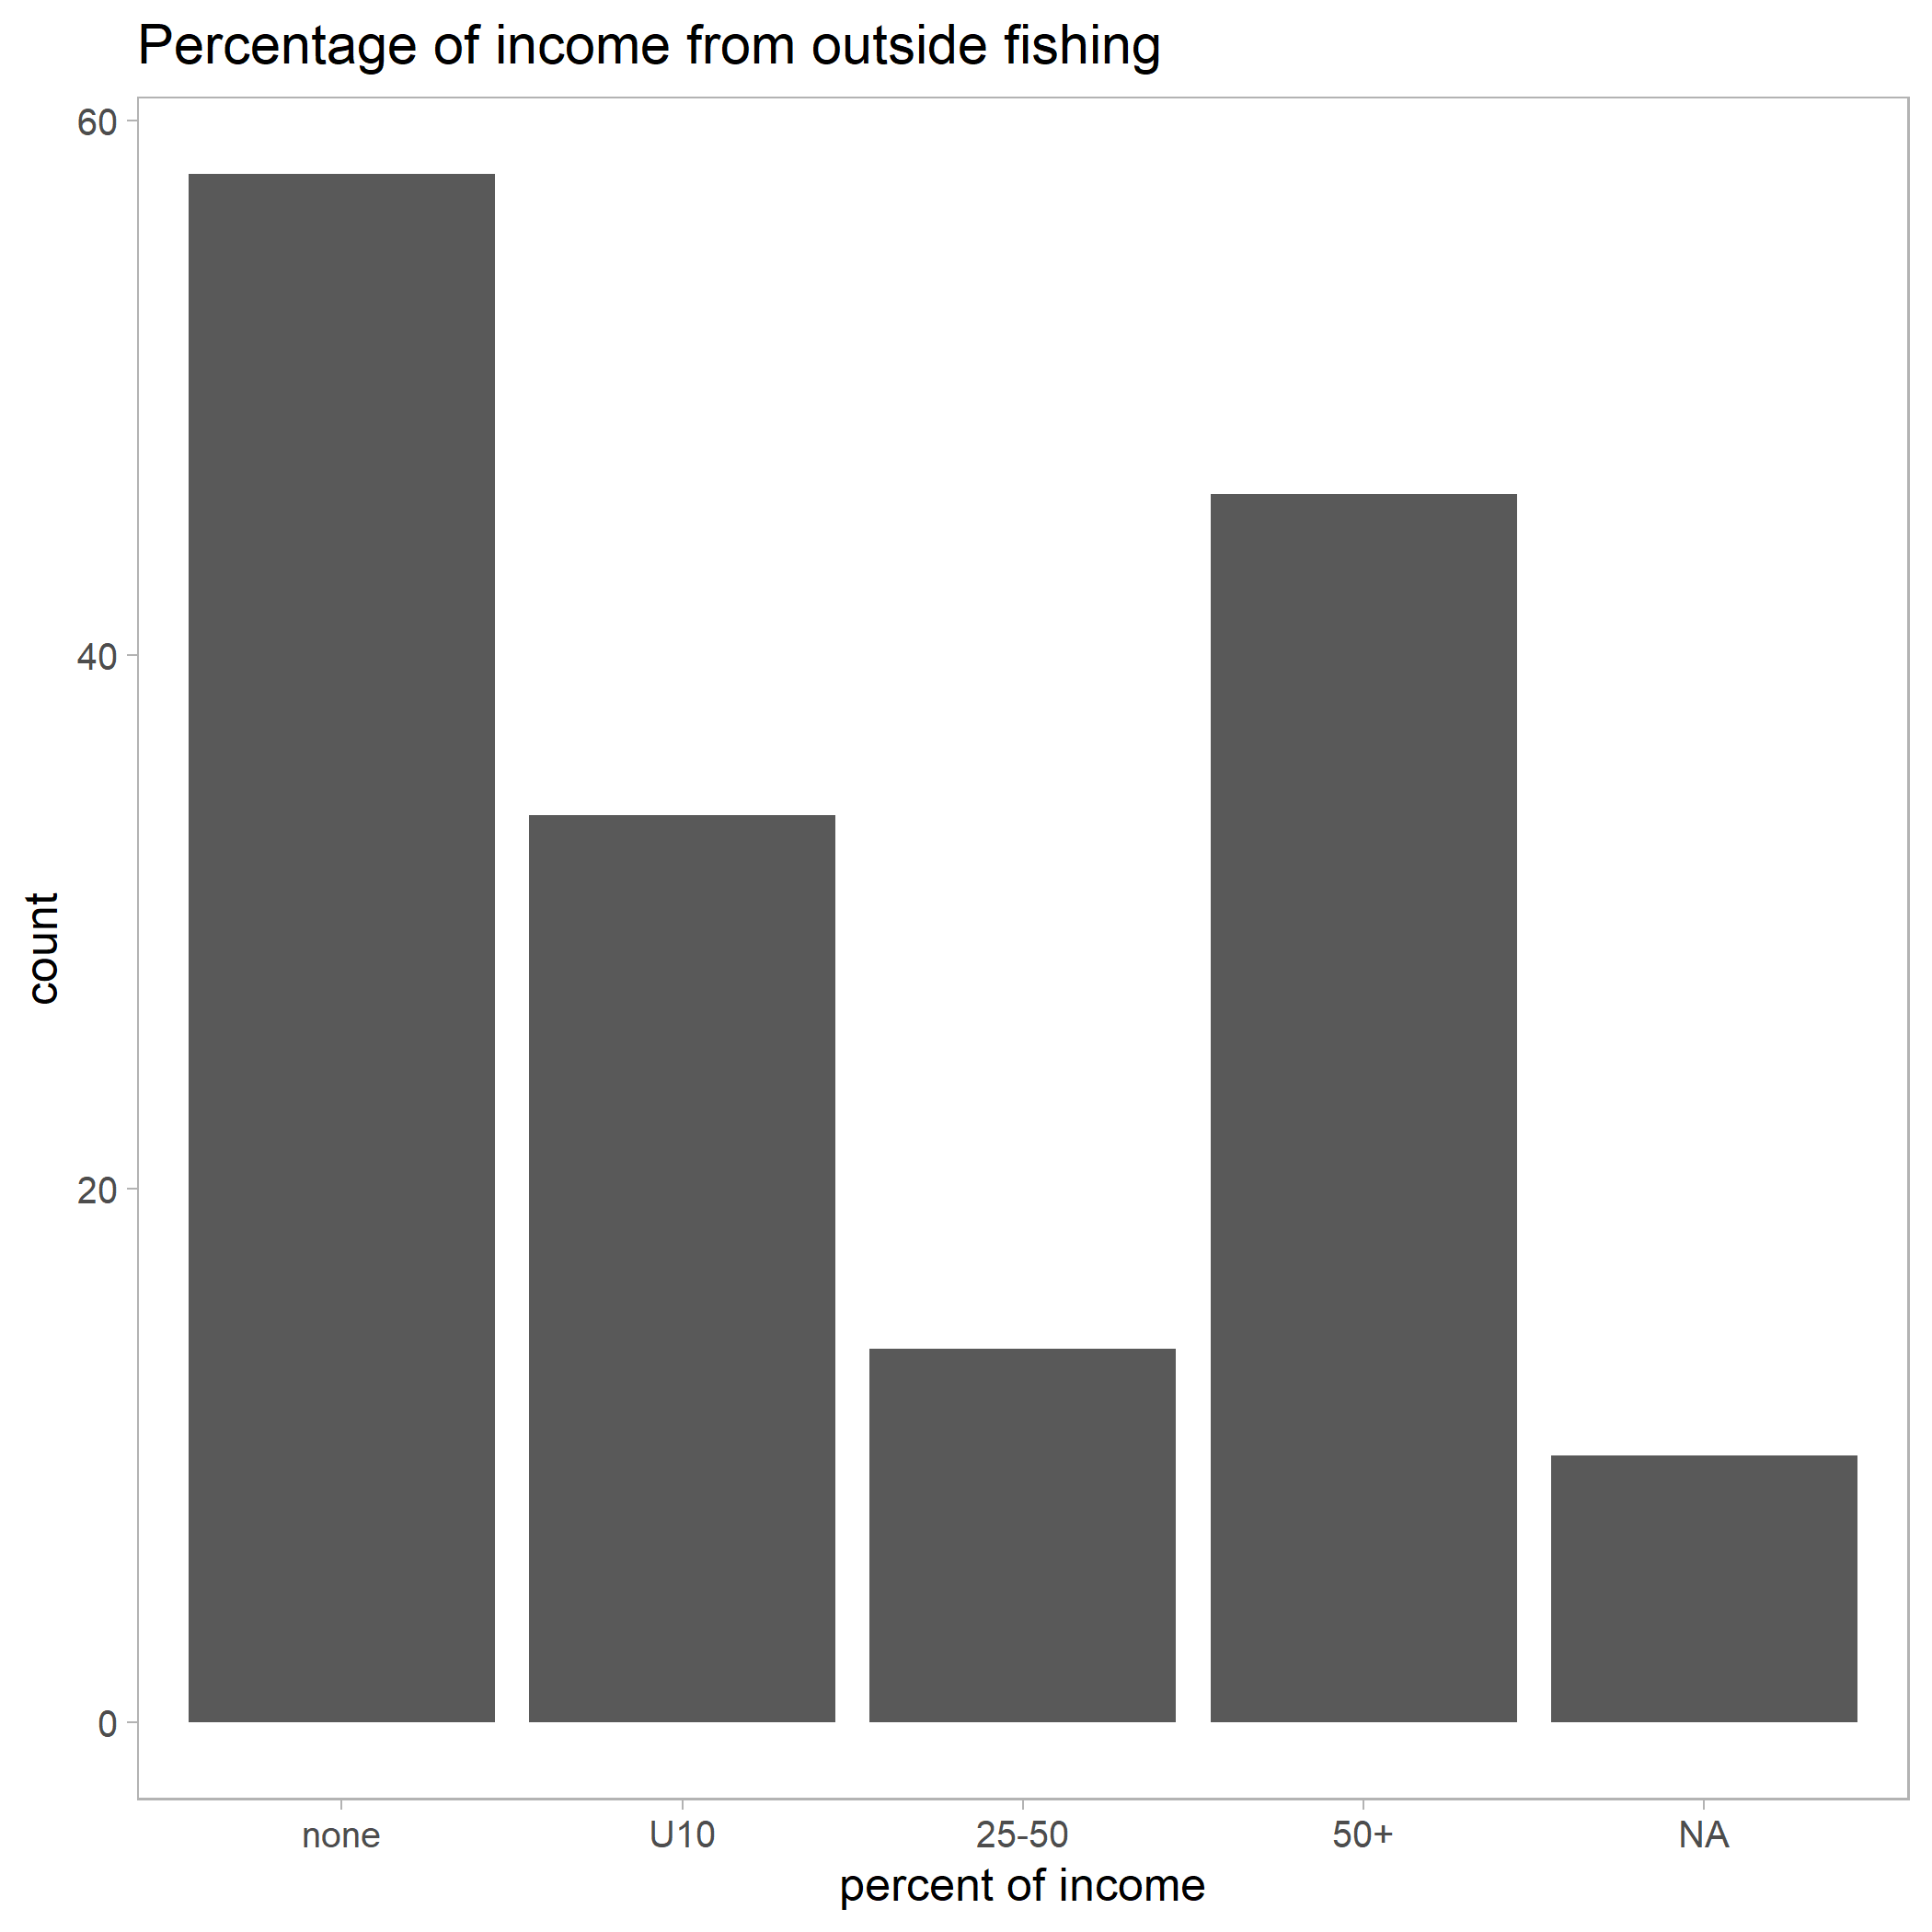 Percentage of income from outside fishing
60
40
20
0
count
none U10 25-50 50+ NA
percent of income